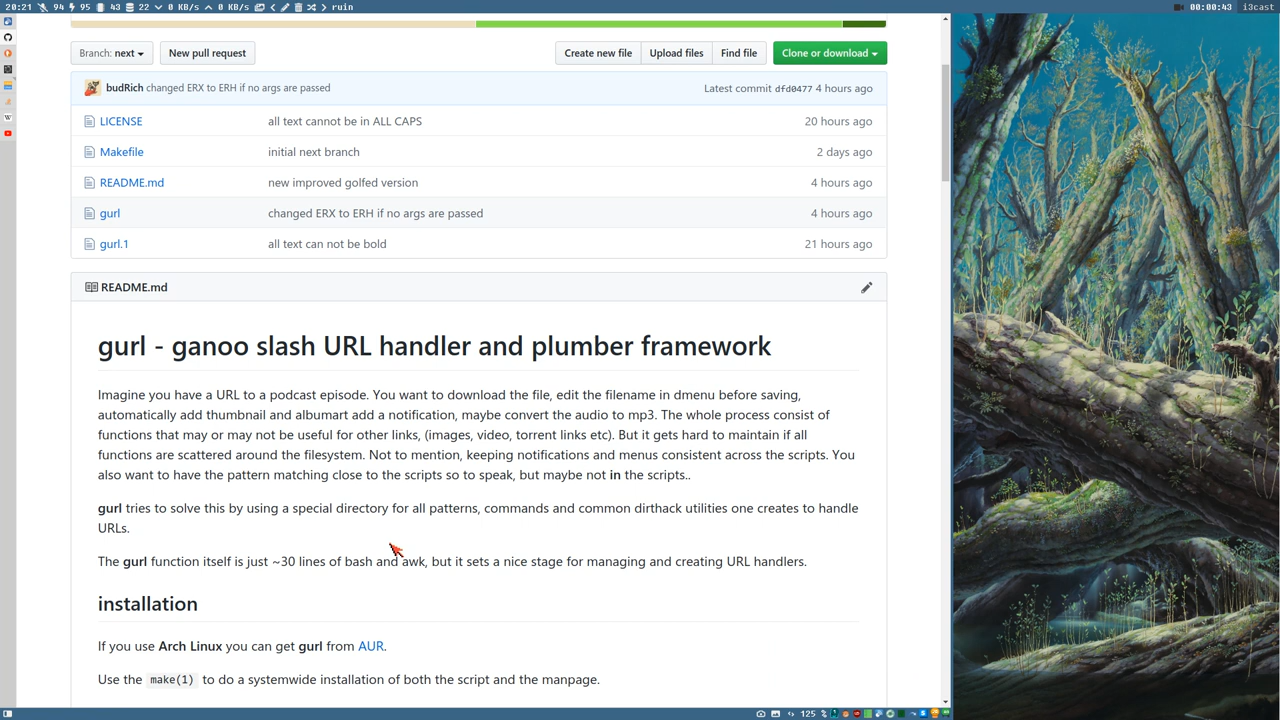 20:21 94 95 43 22 0 KB/s 0 KB/s ruin 00:00:43 i3cast
Branch: next New pull request Create new file Upload files Find file Clone or download
budRich changed ERX to ERH if no args are passed Latest commit dfd0477 4 hours ago
LICENSE all text cannot be in ALL CAPS 20 hours ago
Makefile initial next branch 2 days ago
README.md new improved golfed version 4 hours ago
gurl changed ERX to ERH if no args are passed 4 hours ago
gurl.1 all text can not be bold 21 hours ago
README.md
gurl - ganoo slash URL handler and plumber framework
Imagine you have a URL to a podcast episode. You want to download the file, edit the filename in dmenu before saving,
automatically add thumbnail and albumart add a notification, maybe convert the audio to mp3. The whole process consist of
functions that may or may not be useful for other links, (images, video, torrent links etc). But it gets hard to maintain if all
functions are scattered around the filesystem. Not to mention, keeping notifications and menus consistent across the scripts. You
also want to have the pattern matching close to the scripts so to speak, but maybe not in the scripts..
gurl tries to solve this by using a special directory for all patterns, commands and common dirthack utilities one creates to handle
URLs.
The gurl function itself is just ~30 lines of bash and awk, but it sets a nice stage for managing and creating URL handlers.
installation
If you use Arch Linux you can get gurl from AUR.
Use the make(1) to do a systemwide installation of both the script and the manpage.
125